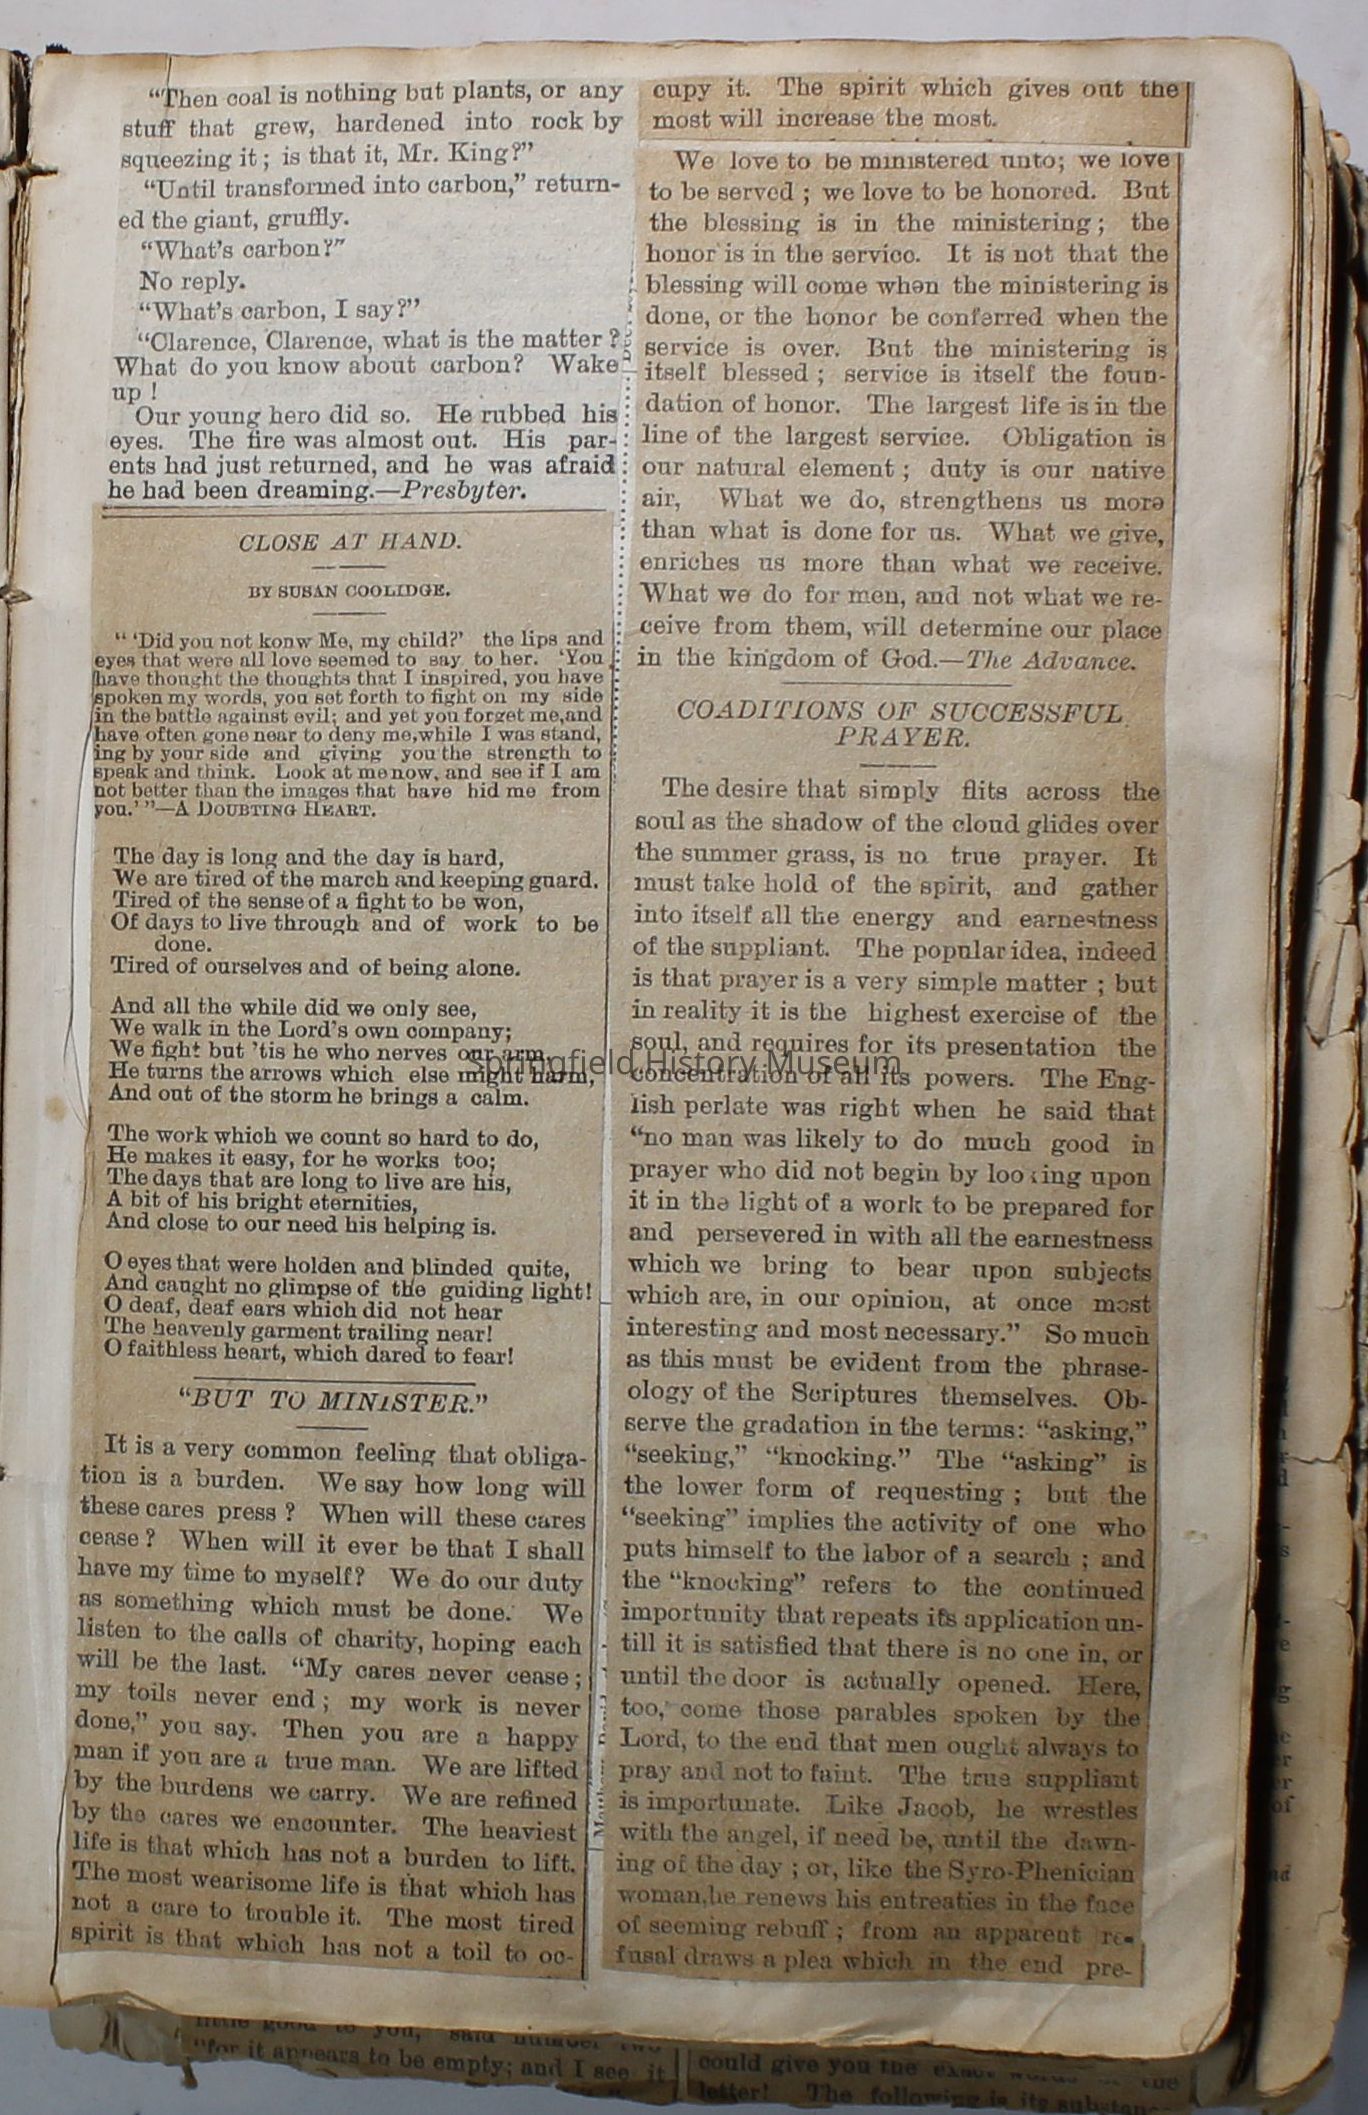 “Then coal is nothing but plants, or any
stuff that grew, hardened into rock by
squeezing it; is that it, Mr. King?”
“Until transformed into carbon,” return-
ed the giant, gruffly.
“What's carbon?”
No reply.
“What's carbon, I say?”
“Clarence, Clarence, what is the matter?
What do you know about carbon? Wake
up!
Our young hero did so. He rubbed his
eyes. The fire was almost out. His par-
ents had just returned, and he was afraid
he had been dreaming.—Presbyter.
CLOSE AT HAND.
BY SUSAN COOLIDGE.
“ ‘Did you not konw Me, my child?’ the lips and
eyes that were all love seemed to say to her. ‘You
have thought the thoughts that I inspired, you have
spoken my words, you set forth to fight on my side
in the battle against evil; and yet you forget me,and
have often gone near to deny me,while I was stand,
ing by your side and giving you the strength to
speak and think. Look at me now, and see if I am
not better than the images that have hid me from
you.’ ”—A DOUBTING HEART.
The day is long and the day is hard,
We are tired of the march and keeping guard.
Tired of the sense of a fight to be won,
Of days to live through and of work to be
done.
Tired of ourselves and of being alone.
And all the while did we only see,
We walk in the Lord's own company;
We fight but 'tis he who nerves our arm,
He turns the arrows which else might harm,
And out of the storm he brings a calm.
The work which we count so hard to do,
He makes it easy, for he works too;
The days that are long to live are his,
A bit of his bright eternities,
And close to our need his helping is.
O eyes that were holden and blinded quite,
And caught no glimpse of the guiding light!
O deaf, deaf ears which did not hear
The heavenly garment trailing near!
O faithless heart, which dared to fear!
“BUT TO MINISTER.”
It is a very common feeling that obliga-
tion is a burden. We say how long will
these cares press? When will these cares
cease? When will it ever be that I shall
have my time to myself? We do our duty
as something which must be done. We
listen to the calls of charity, hoping each
will be the last. “My cares never cease;
my toils never end; my work is never
done,” you say. Then you are a happy
man if you are a true man. We are lifted
by the burdens we carry. We are refined
by the cares we encounter. The heaviest
life is that which has not a burden to lift.
The most wearisome life is that which has
not a care to trouble it. The most tired
spirit is that which has not a toil to oc-
cupy it. The spirit which gives out the
most will increase the most.
We love to be ministered unto; we love
to be served; we love to be honored. But
the blessing is in the ministering; the
honor is in the service. It is not that the
blessing will come when the ministering is
done, or the honor be conferred when the
service is over. But the ministering is
itself blessed; service is itself the foun-
dation of honor. The largest life is in the
line of the largest service. Obligation is
our natural element; duty is our native
air, What we do, strengthens us more
than what is done for us. What we give,
enriches us more than what we receive.
What we do for men, and not what we re-
ceive from them, will determine our place
in the kingdom of God.—The Advance.
COADITIONS OF SUCCESSFUL
PRAYER.
The desire that simply flits across the
soul as the shadow of the cloud glides over
the summer grass, is no true prayer. It
must take hold of the spirit, and gather
into itself all the energy and earnestness
of the suppliant. The popular idea, indeed
is that prayer is a very simple matter; but
in reality it is the highest exercise of the
soul, and requires for its presentation the
concentration of all its powers. The Eng-
lish perlate was right when he said that
“no man was likely to do much good in
prayer who did not begin by looking upon
it in the light of a work to be prepared for
and persevered in with all the earnestness
which we bring to bear upon subjects
which are, in our opinion, at once most
interesting and most necessary.” So much
as this must be evident from the phrase-
ology of the Scriptures themselves. Ob-
serve the gradation in the terms: “asking,”
“seeking,” “knocking.” The “asking” is
the lower form of requesting; but the
“seeking” implies the activity of one who
puts himself to the labor of a search; and
the “knocking” refers to the continued
importunity that repeats its application un-
till it is satisfied that there is no one in, or
until the door is actually opened. Here,
too, come those parables spoken by the
Lord, to the end that men ought always to
pray and not to faint. The true suppliant
is importunate. Like Jacob, he wrestles
with the angel, if need be, until the dawn-
ing of the day; or, like the Syro-Phenician
woman,he renews his entreaties in the face
of seeming rebuff; from an apparent re-
fusal draws a plea which in the end pre-
Springfield History Museum
little good to you, said number two
“for it appears to be empty; and I see it
could give you the exact words the
letter! The following is its substanc-